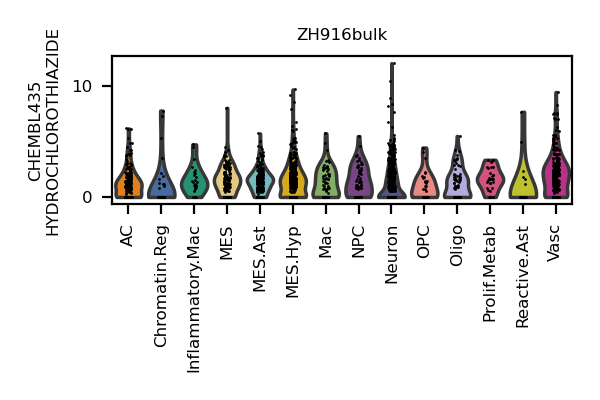 ZH916bulk
CHEMBL435
HYDROCHLOROTHIAZIDE
10
0
AC
Chromatin.Reg
Inflammatory.Mac
MES
MES.Ast
MES.Hyp
Mac
NPC
Neuron
OPC
Oligo
Prolif.Metab
Reactive.Ast
Vasc